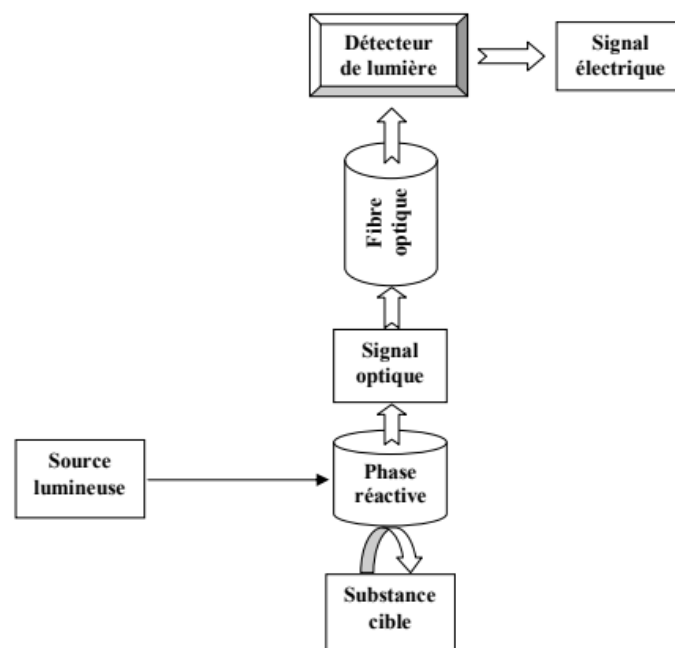 Détecteur
de lumière
Signal
électrique
Fibre
optique
Signal
optique
Source
lumineuse
Phase
réactive
Substance
cible